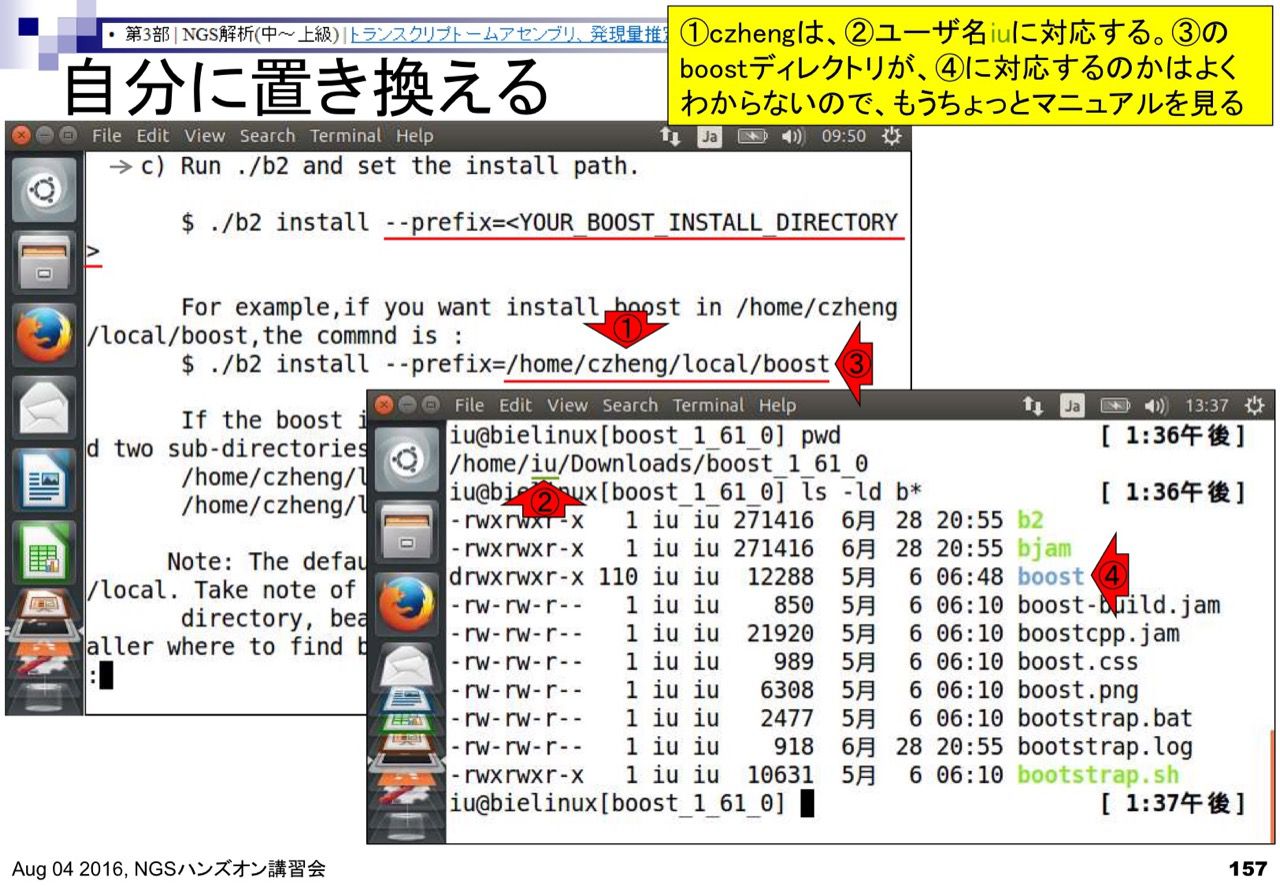 • 第3部 | NGS解析(中～上級) | トランスクリプトームアセンブリ、発現量推
①czhengは、②ユーザ名iuに対応する。③の
boostディレクトリが、④に対応するのかはよく
わからないので、もうちょっとマニュアルを見る
自分に置き換える
File Edit View Search Terminal Help Ja 09:50
→ c) Run ./b2 and set the install path.
$ ./b2 install --prefix=<YOUR_BOOST_INSTALL_DIRECTORY
>
For example,if you want install boost in /home/czheng
/local/boost,the commnd is :
①
$ ./b2 install --prefix=/home/czheng/local/boost ③
If the boost i
d two sub-directories
/home/czheng/l
/home/czheng/l
Note: The defau
/local. Take note of
directory, bea
aller where to find b
:
File Edit View Search Terminal Help Ja 13:37
iu@bielinux[boost_1_61_0] pwd [ 1:36午後]
/home/iu/Downloads/boost_1_61_0
iu@bielinux[boost_1_61_0] ls -ld b* [ 1:36午後]
②
-rwxrwxr-x 1 iu iu 271416 6月 28 20:55 b2
-rwxrwxr-x 1 iu iu 271416 6月 28 20:55 bjam
drwxrwxr-x 110 iu iu 12288 5月 6 06:48 boost ④
-rw-rw-r-- 1 iu iu 850 5月 6 06:10 boost-build.jam
-rw-rw-r-- 1 iu iu 21920 5月 6 06:10 boostcpp.jam
-rw-rw-r-- 1 iu iu 989 5月 6 06:10 boost.css
-rw-rw-r-- 1 iu iu 6308 5月 6 06:10 boost.png
-rw-rw-r-- 1 iu iu 2477 5月 6 06:10 bootstrap.bat
-rw-rw-r-- 1 iu iu 918 6月 28 20:55 bootstrap.log
-rwxrwxr-x 1 iu iu 10631 5月 6 06:10 bootstrap.sh
iu@bielinux[boost_1_61_0] [ 1:37午後]
Aug 04 2016, NGSハンズオン講習会
157